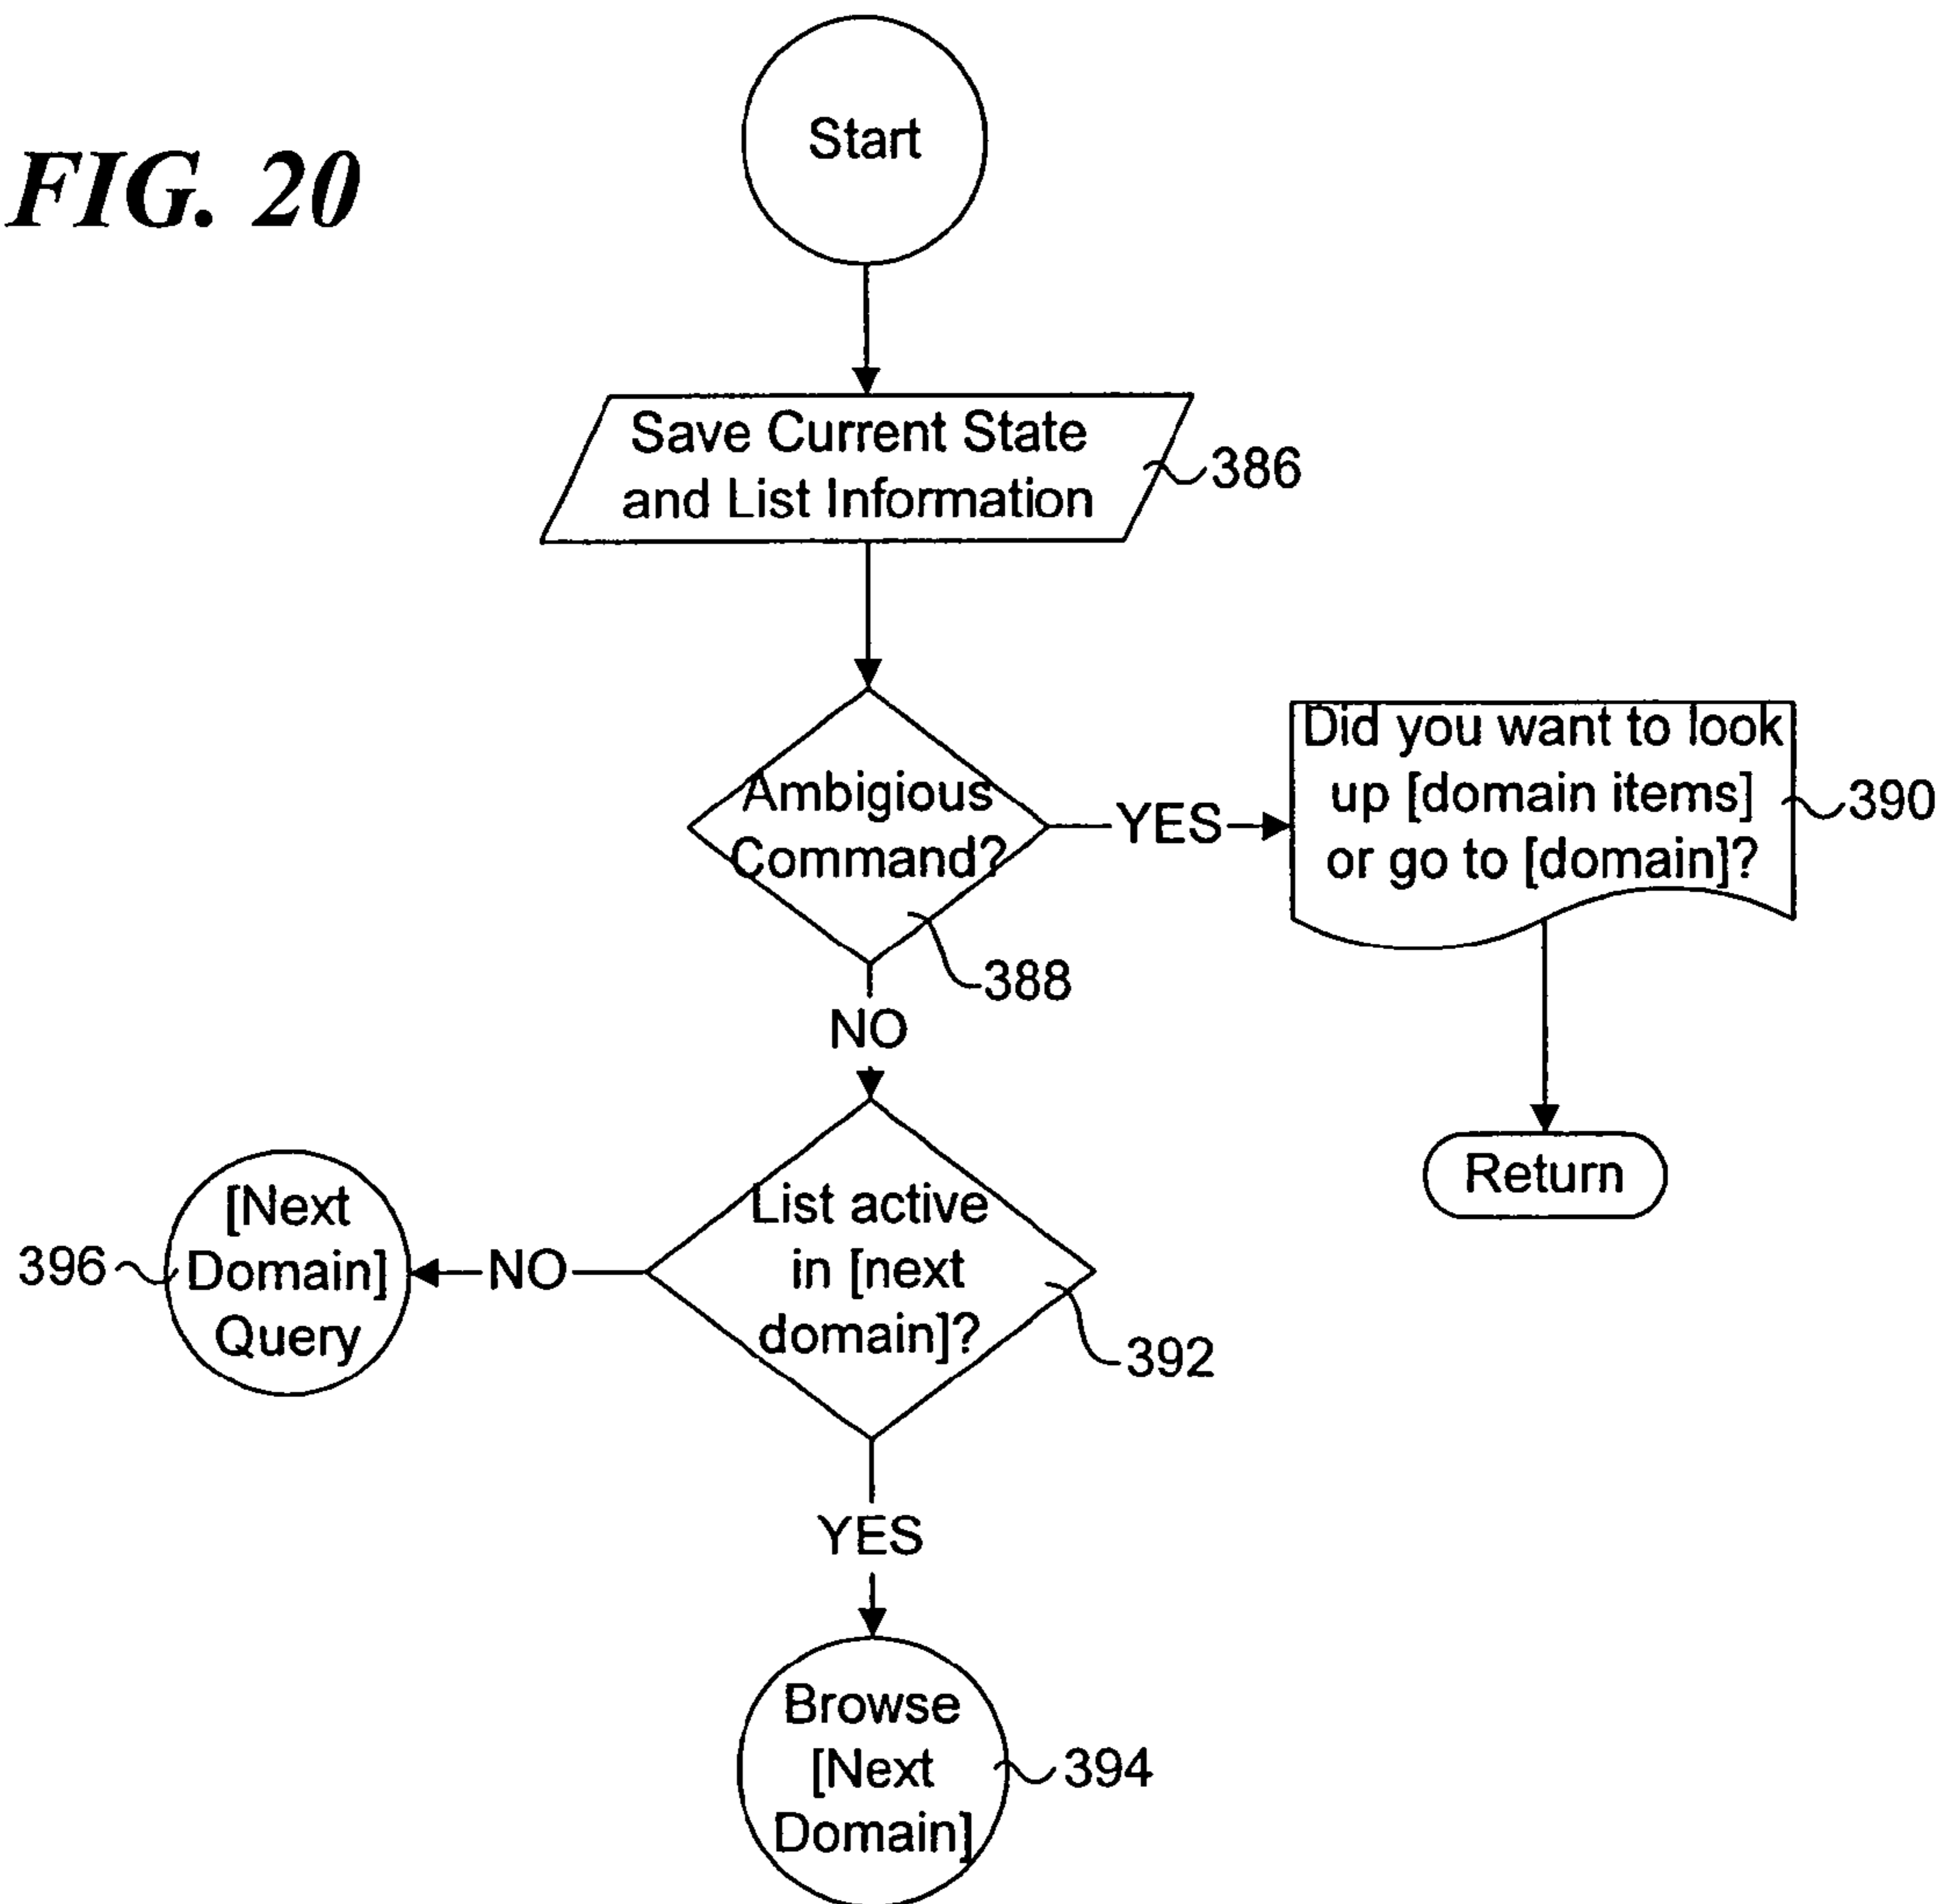 FIG. 20
Start
Save Current State
and List Information
386
Ambigious
Command?
388
YES
Did you want to look
up [domain items]
or go to [domain]?
390
Return
NO
List active
in [next
domain]?
392
NO
[Next
Domain]
Query
396
YES
Browse
[Next
Domain]
394